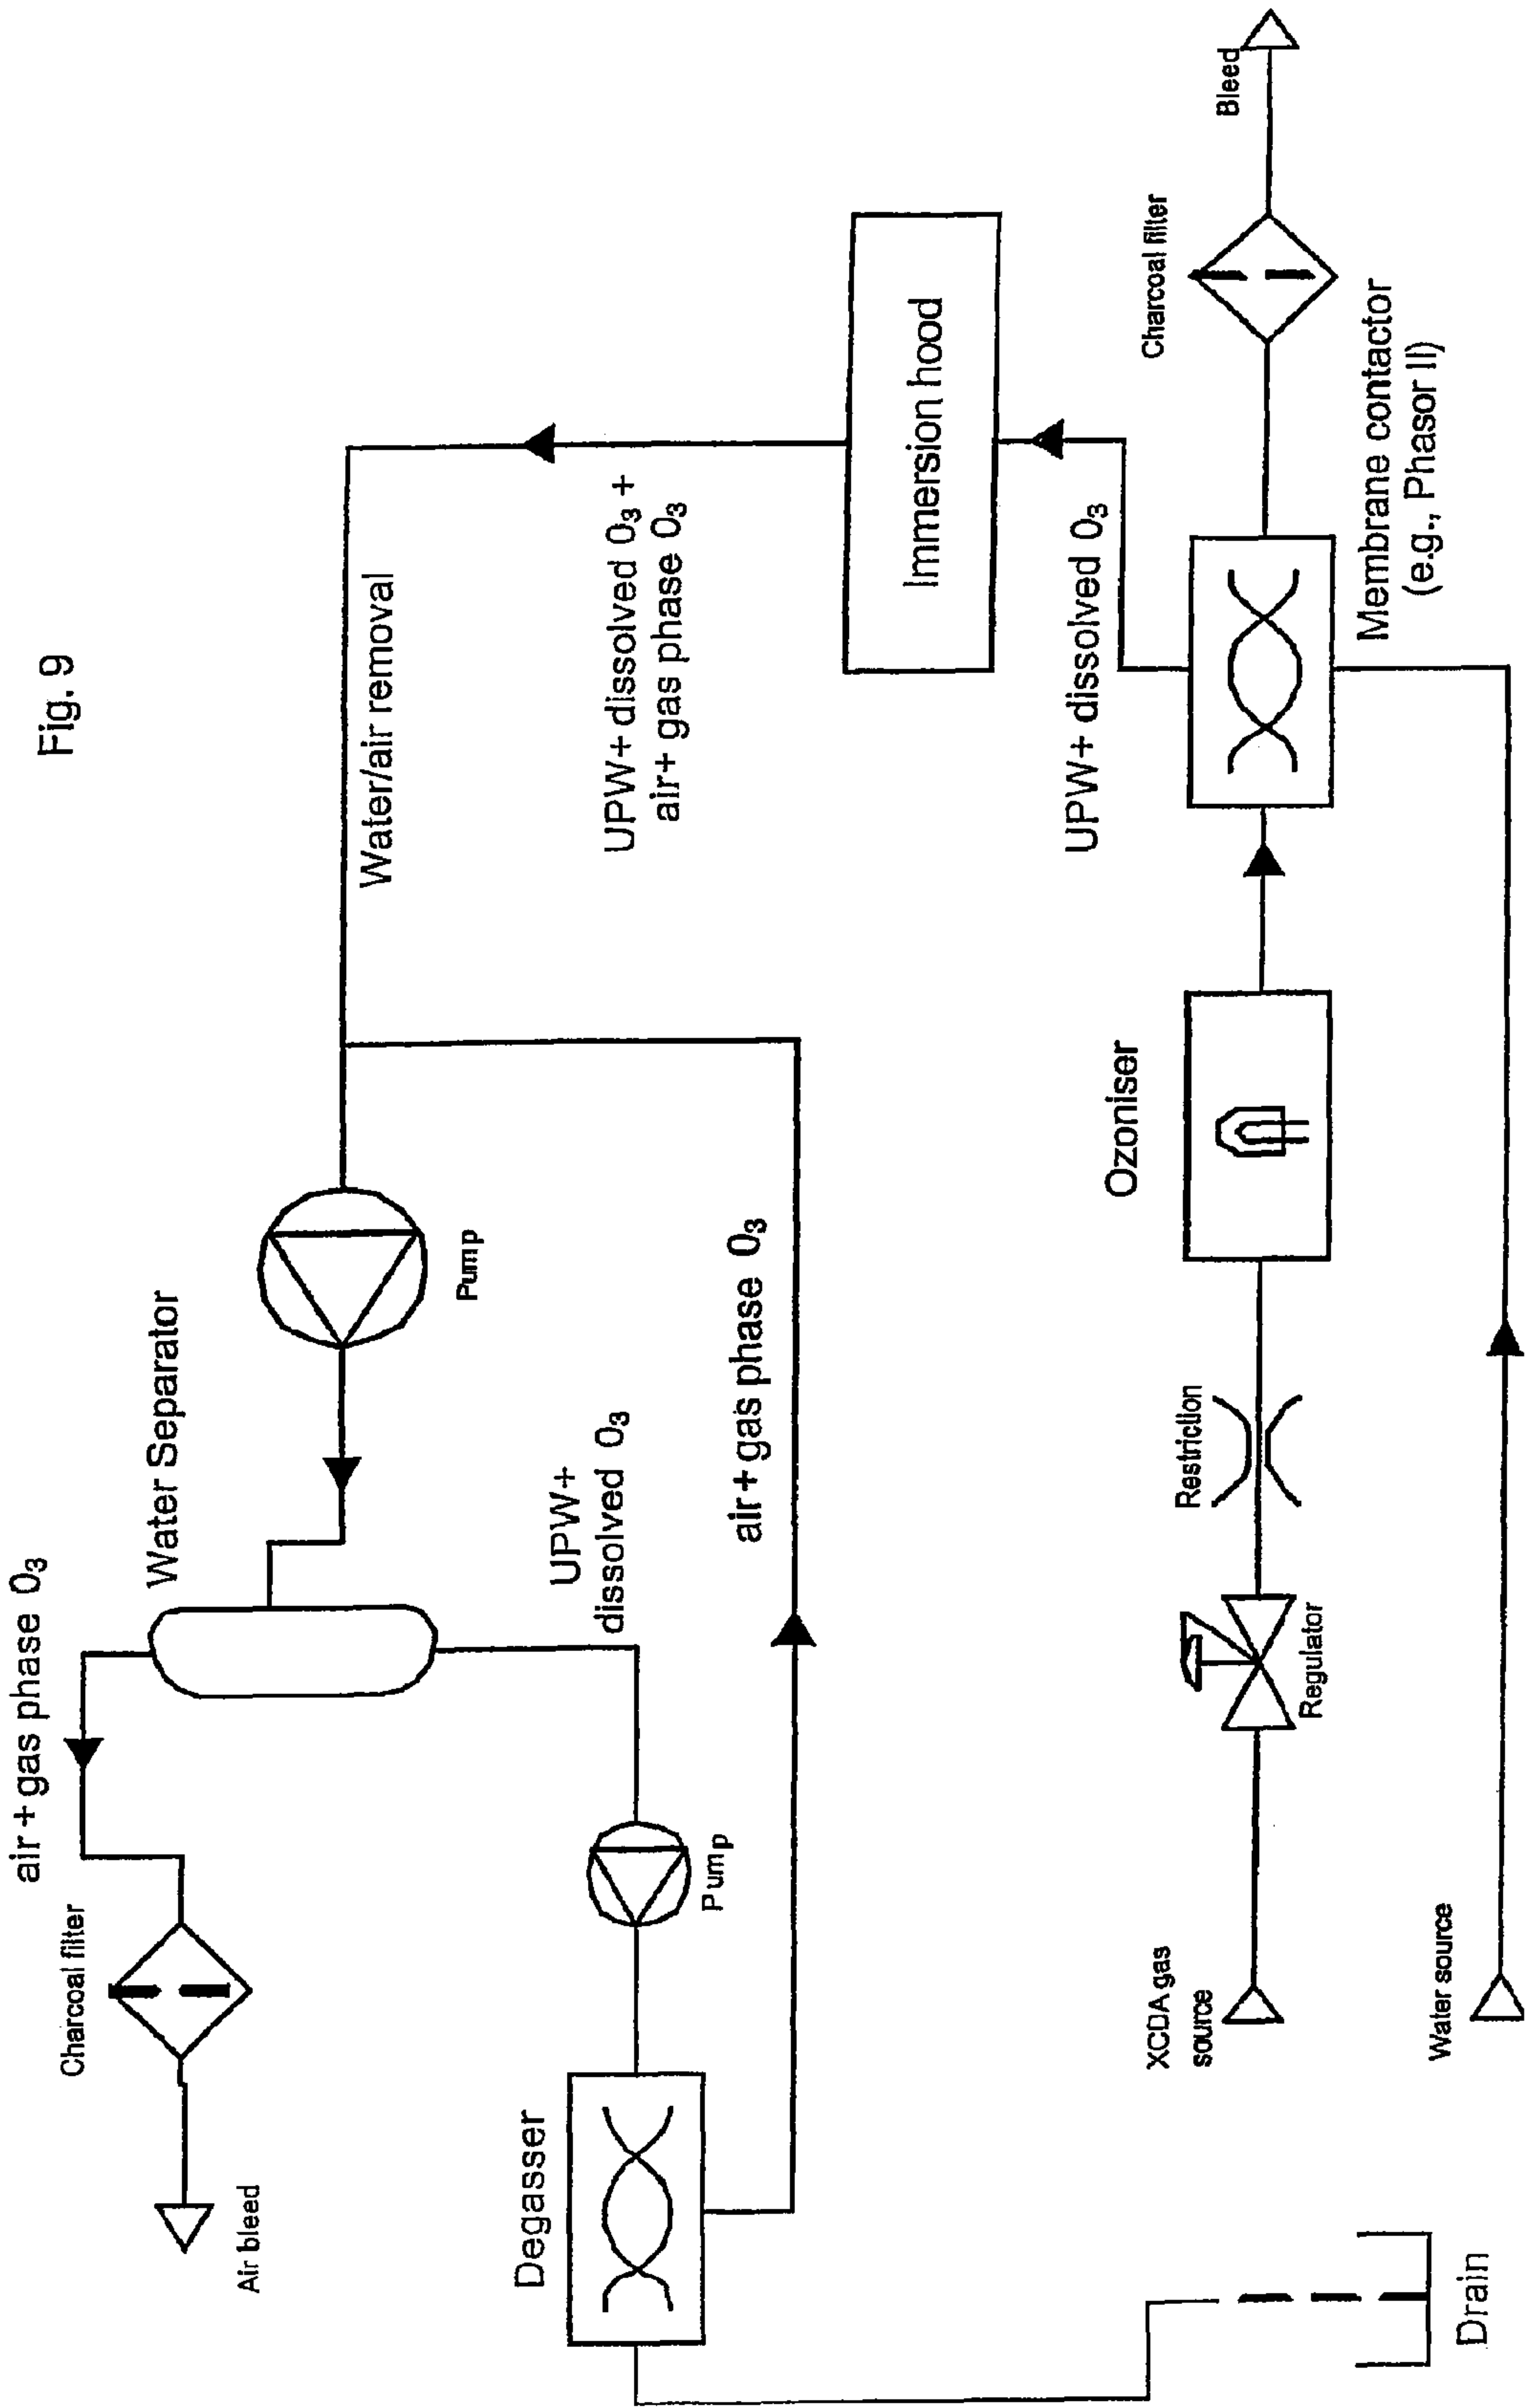 Fig. 9
air+gas phase O₃
Charcoal filter
Air bleed
Water Separator
Pump
Water/air removal
UPW+ dissolved O₃ +
air+ gas phase O₃
UPW+
dissolved O₃
Pump
Degasser
air+gas phase O₃
Immersion hood
UPW+ dissolved O₃
XCDA gas
source
Regulator
Restriction
Ozoniser
Membrane contactor
(e.g., Phasor II)
Charcoal filter
Bleed
Water source
Drain